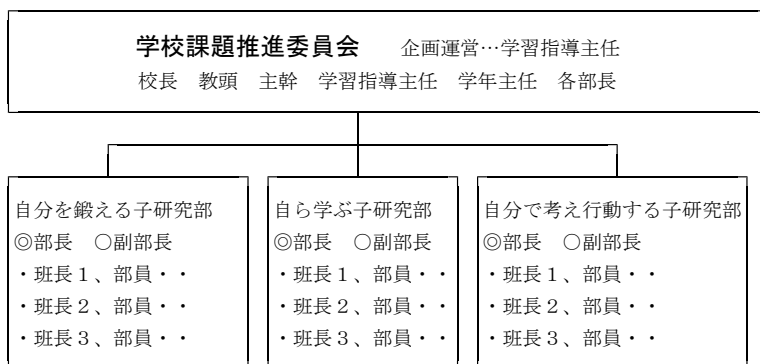 学校課題推進委員会　企画運営…学習指導主任
校長　教頭　主幹　学習指導主任　学年主任　各部長
自分を鍛える子研究部
◎部長　○副部長
・班長１、部員・・
・班長２、部員・・
・班長３、部員・・
自ら学ぶ子研究部
◎部長　○副部長
・班長１、部員・・
・班長２、部員・・
・班長３、部員・・
自分で考え行動する子研究部
◎部長　○副部長
・班長１、部員・・
・班長２、部員・・
・班長３、部員・・